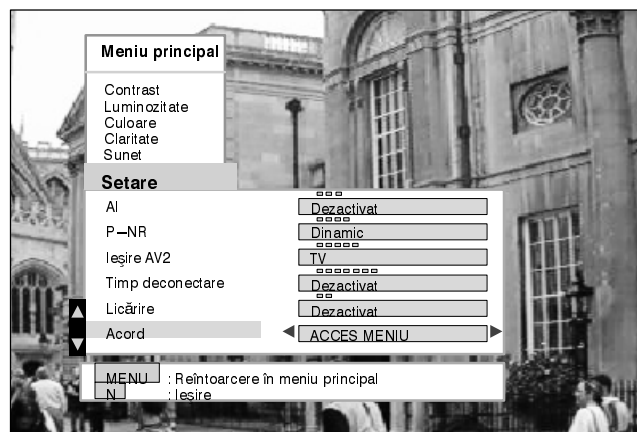 Meniu principal
Contrast
Luminozitate
Culoare
Claritate
Sunet
Setare
AI Dezactivat
P–NR Dinamic
Ieşire AV2 TV
Timp deconectare Dezactivat
Licărire Dezactivat
Acord ACCES MENIU
MENU : Reîntoarcere în meniu principal
N : Ieşire